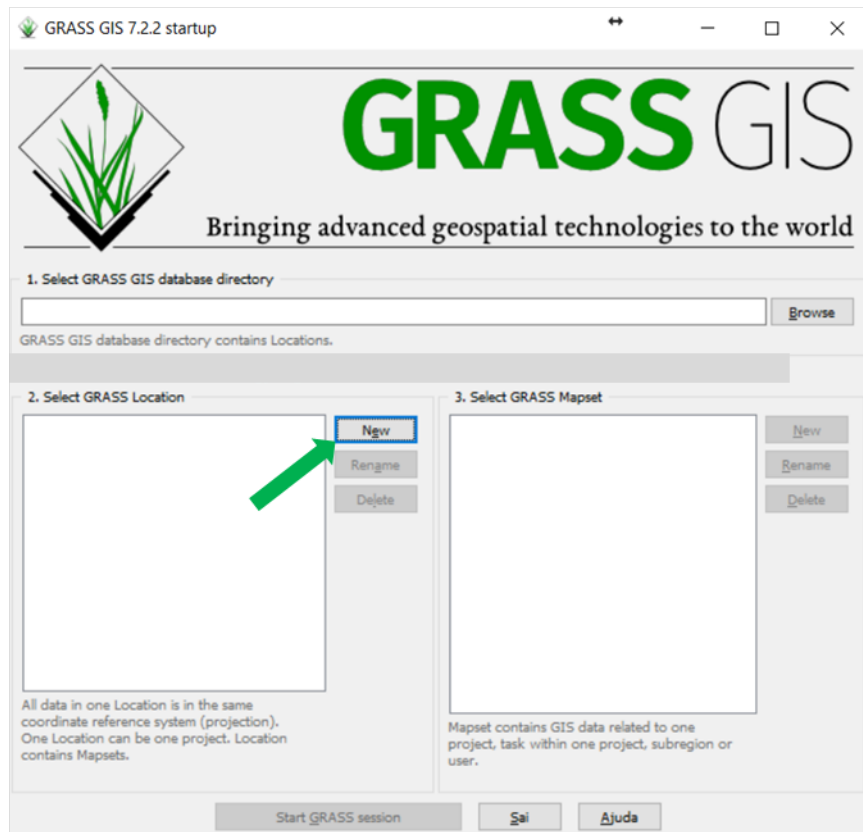 GRASS GIS 7.2.2 startup
GRASS GIS
Bringing advanced geospatial technologies to the world
1. Select GRASS GIS database directory
Browse
GRASS GIS database directory contains Locations.
2. Select GRASS Location
New
Rename
Delete
All data in one Location is in the same
coordinate reference system (projection).
One Location can be one project. Location
contains Mapsets.
3. Select GRASS Mapset
New
Rename
Delete
Mapset contains GIS data related to one
project, task within one project, subregion or
user.
Start GRASS session
Sai
Ajuda